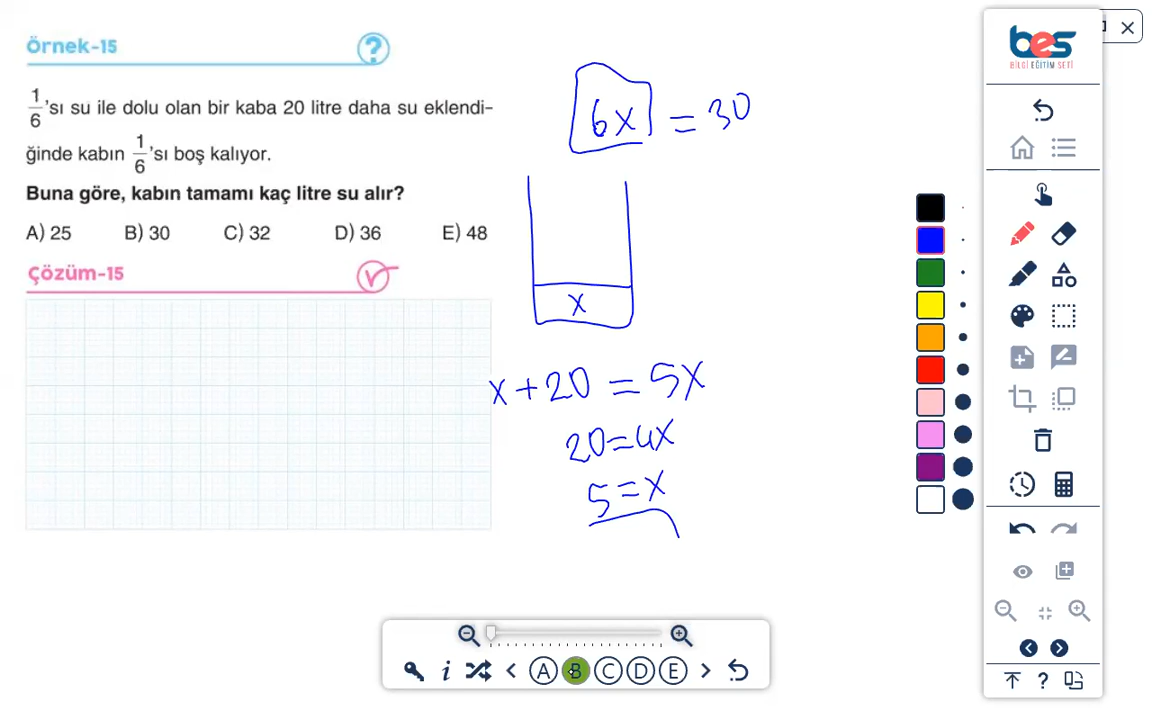 Örnek-15
?
1/6'sı su ile dolu olan bir kaba 20 litre daha su eklendi-
ğinde kabın 1/6'sı boş kalıyor.
Buna göre, kabın tamamı kaç litre su alır?
A) 25 B) 30 C) 32 D) 36 E) 48
Çözüm-15
6x = 30
x
x + 20 = 5x
20 = 4x
5 = x
bes
BİLGİ EĞİTİM SETİ
?
i A B C D E